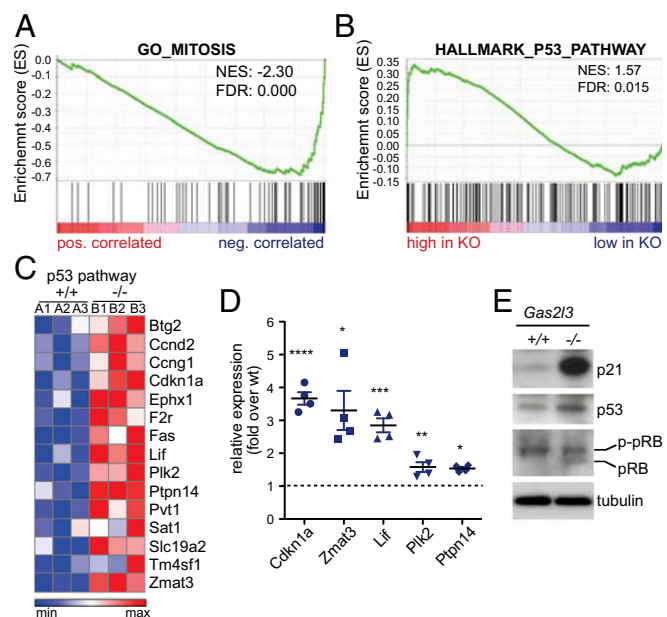 A
GO_MITOSIS
Enrichemnt score (ES)
0.0
-0.1
-0.2
-0.3
-0.4
-0.5
-0.6
-0.7
NES: -2.30
FDR: 0.000
pos. correlated
neg. correlated
B
HALLMARK_P53_PATHWAY
Enrichemnt score (ES)
0.35
0.30
0.25
0.20
0.15
0.10
0.05
0.00
-0.05
-0.10
-0.15
NES: 1.57
FDR: 0.015
high in KO
low in KO
C
p53 pathway
+/+
-/-
A1 A2 A3 B1 B2 B3
Btg2
Ccnd2
Ccng1
Cdkn1a
Ephx1
F2r
Fas
Lif
Plk2
Ptpn14
Pvt1
Sat1
Slc19a2
Tm4sf1
Zmat3
min
max
D
relative expression
(fold over wt)
6
5
4
3
2
1
0
****
*
***
**
*
Cdkn1a
Zmat3
Lif
Plk2
Ptpn14
E
Gas2l3
+/+ -/-
p21
p53
p-pRB
pRB
tubulin